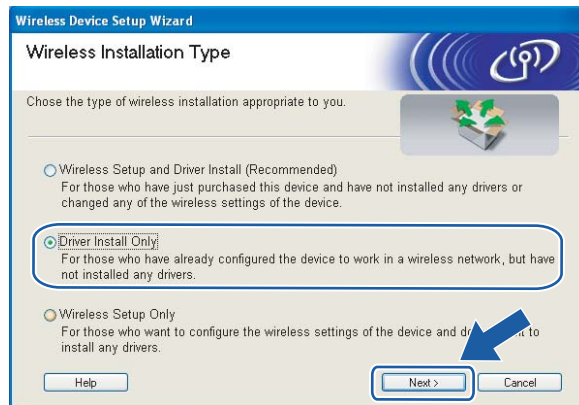 Wireless Device Setup Wizard
Wireless Installation Type
Chose the type of wireless installation appropriate to you.
Wireless Setup and Driver Install (Recommended)
For those who have just purchased this device and have not installed any drivers or
changed any of the wireless settings of the device.
Driver Install Only
For those who have already configured the device to work in a wireless network, but have
not installed any drivers.
Wireless Setup Only
For those who want to configure the wireless settings of the device and to
install any drivers.
Help
Next >
Cancel